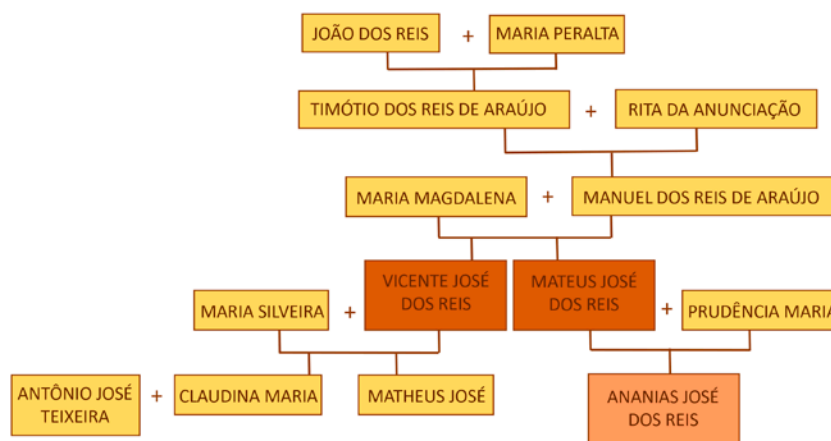 JOÃO DOS REIS + MARIA PERALTA
TIMÓTIO DOS REIS DE ARAÚJO + RITA DA ANUNCIAÇÃO
MARIA MAGDALENA + MANUEL DOS REIS DE ARAÚJO
MARIA SILVEIRA + VICENTE JOSÉ
DOS REIS
MATEUS JOSÉ
DOS REIS
+ PRUDÊNCIA MARIA
ANTÔNIO JOSÉ
TEIXEIRA
+ CLAUDINA MARIA
MATHEUS JOSÉ
ANANIAS JOSÉ
DOS REIS